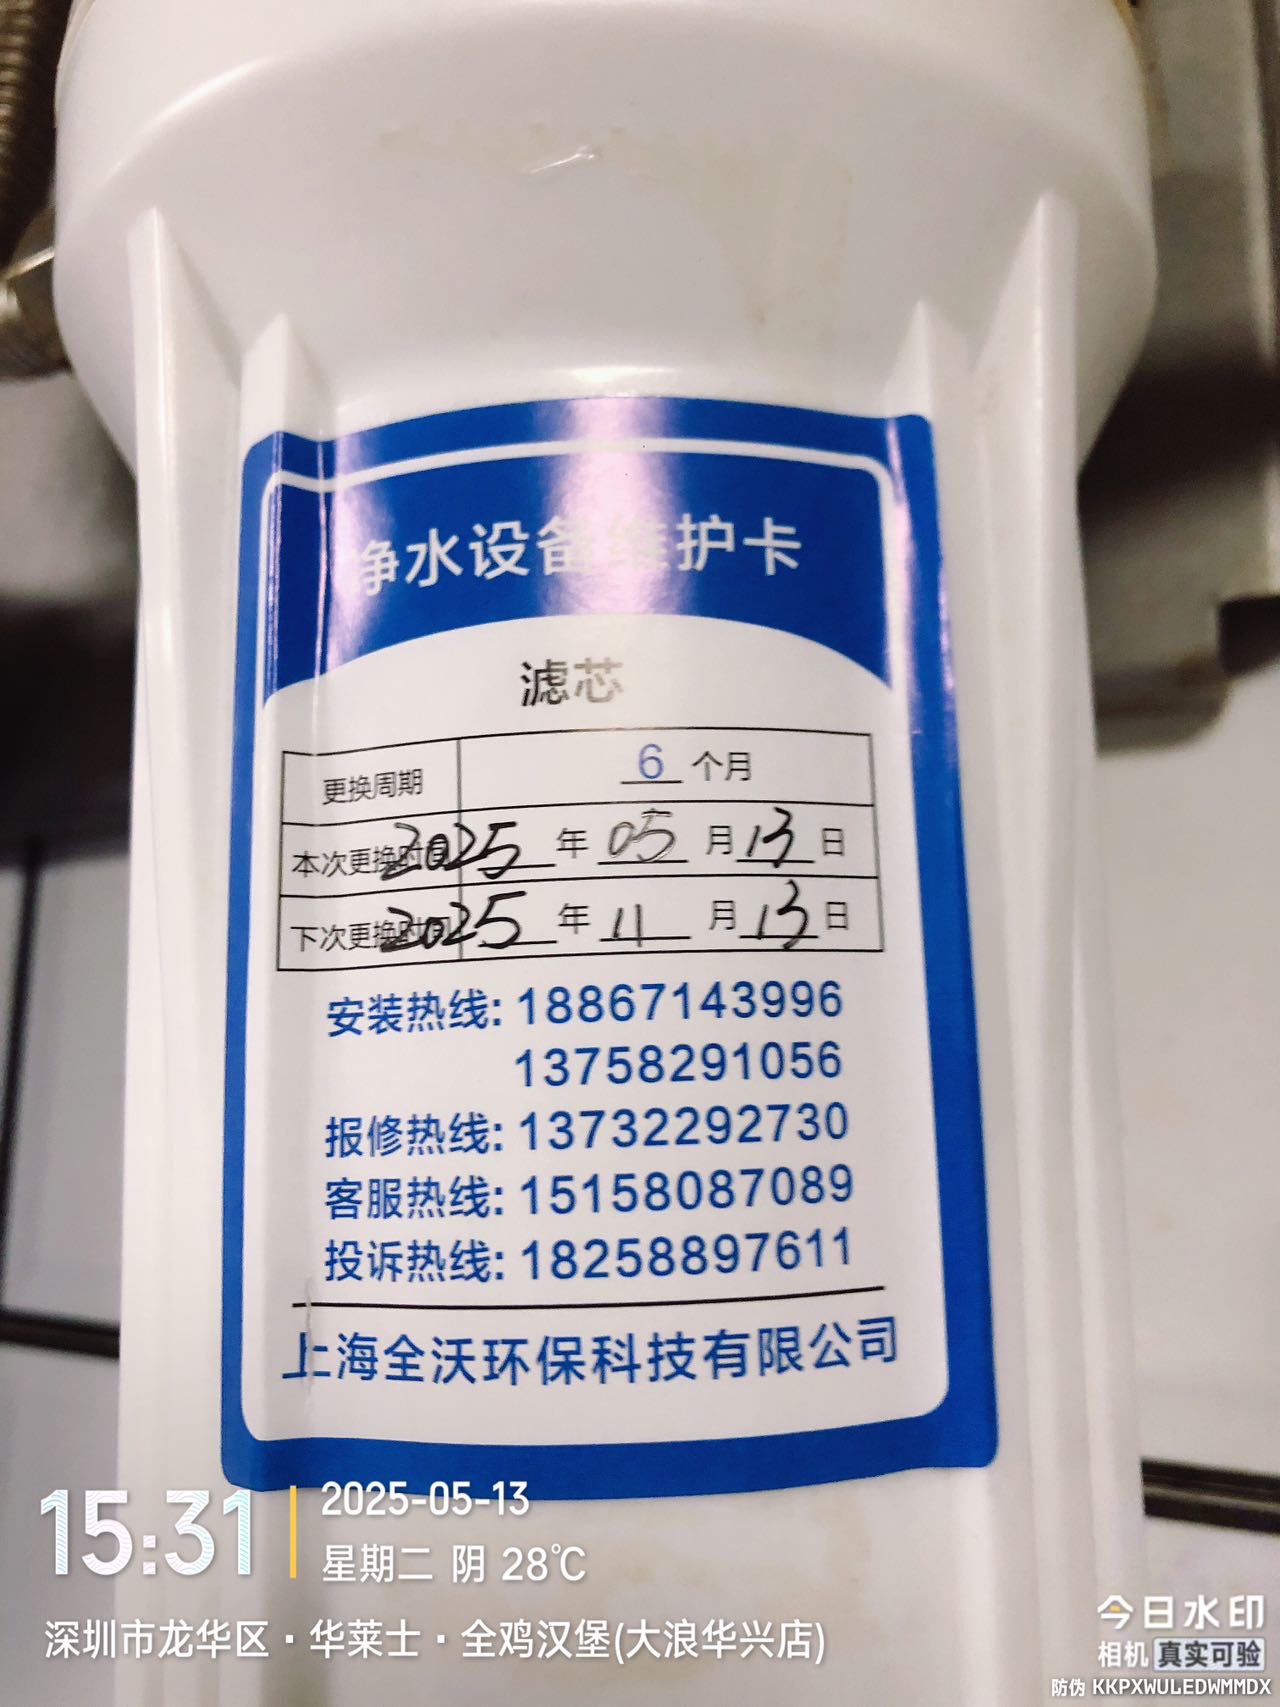 净水设备维护卡
滤芯
更换周期 6 个月
本次更换时间 2025 年 05 月 13 日
下次更换时间 2025 年 11 月 13 日
安装热线: 18867143996
13758291056
报修热线: 13732292730
客服热线: 15158087089
投诉热线: 18258897611
上海全沃环保科技有限公司
15:31
2025-05-13
星期二 阴 28℃
深圳市龙华区·华莱士·全鸡汉堡(大浪华兴店)
今日水印
相机 真实可验
防伪 KKPXWULEDWMMDX